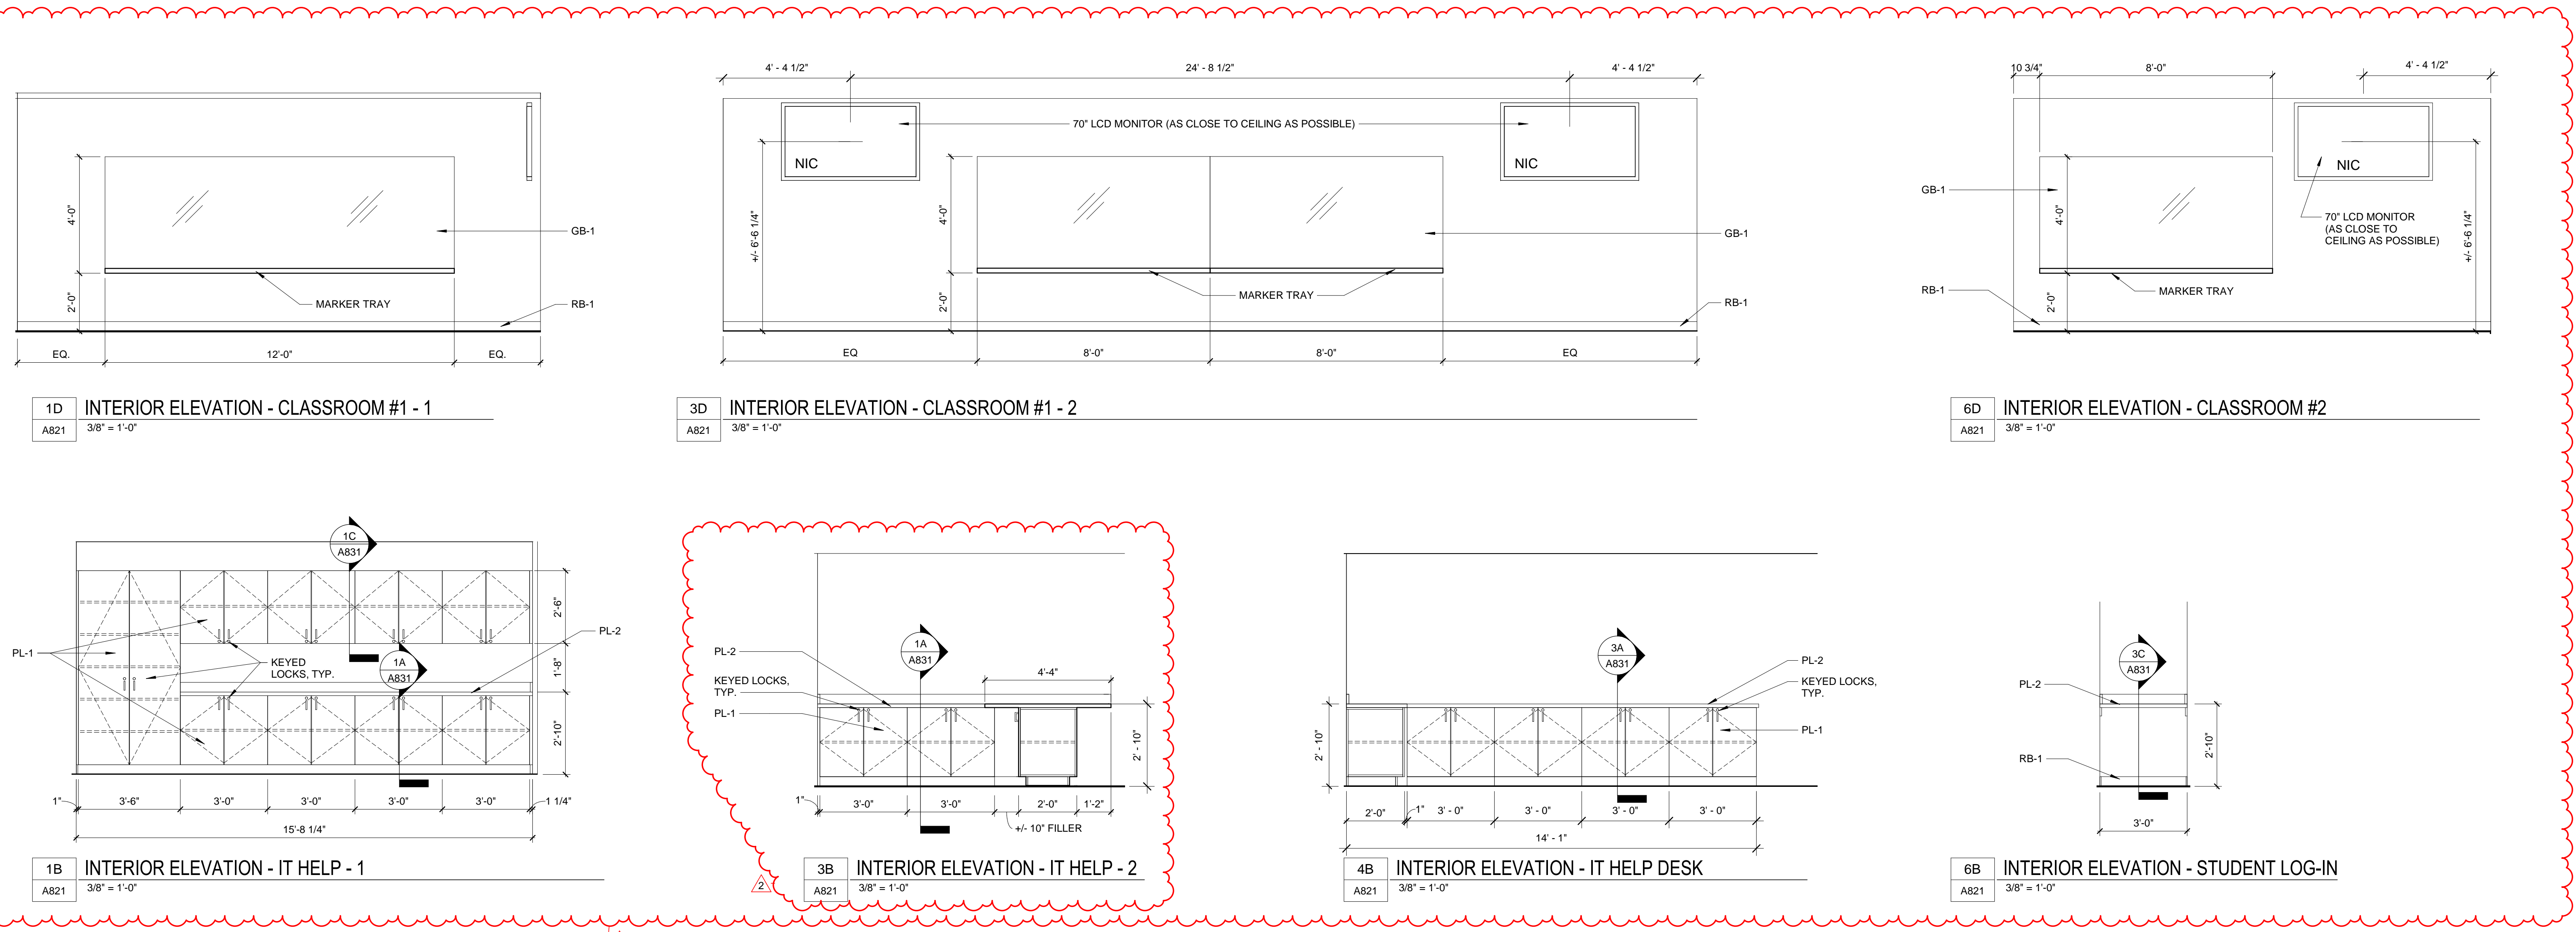 4' - 4 1/2"
24' - 8 1/2"
4' - 4 1/2"
10 3/4"
8'-0"
4' - 4 1/2"
4'-0"
2'-0"
GB-1
MARKER TRAY
RB-1
EQ.
12'-0"
EQ.
1D
A821
INTERIOR ELEVATION - CLASSROOM #1 - 1
3/8" = 1'-0"
70" LCD MONITOR (AS CLOSE TO CEILING AS POSSIBLE)
NIC
NIC
+/- 6'-6 1/4"
4'-0"
2'-0"
GB-1
MARKER TRAY
RB-1
EQ
8'-0"
8'-0"
EQ
3D
A821
INTERIOR ELEVATION - CLASSROOM #1 - 2
3/8" = 1'-0"
NIC
GB-1
4'-0"
70" LCD MONITOR
(AS CLOSE TO
CEILING AS POSSIBLE)
+/- 6'-6 1/4"
RB-1
2'-0"
MARKER TRAY
6D
A821
INTERIOR ELEVATION - CLASSROOM #2
3/8" = 1'-0"
1C
A831
2'-6"
PL-2
PL-1
KEYED
LOCKS, TYP.
1A
A831
1'-8"
2'-10"
1"
3'-6"
3'-0"
3'-0"
3'-0"
3'-0"
1 1/4"
15'-8 1/4"
1B
A821
INTERIOR ELEVATION - IT HELP - 1
3/8" = 1'-0"
1A
A831
PL-2
4'-4"
KEYED LOCKS,
TYP.
PL-1
2' - 10"
1"
3'-0"
3'-0"
2'-0"
1'-2"
+/- 10" FILLER
2
3B
A821
INTERIOR ELEVATION - IT HELP - 2
3/8" = 1'-0"
3A
A831
PL-2
KEYED LOCKS,
TYP.
PL-1
2' - 10"
2'-0"
1"
3' - 0"
3' - 0"
3' - 0"
3' - 0"
14' - 1"
4B
A821
INTERIOR ELEVATION - IT HELP DESK
3/8" = 1'-0"
3C
A831
PL-2
2'-10"
RB-1
3'-0"
6B
A821
INTERIOR ELEVATION - STUDENT LOG-IN
3/8" = 1'-0"